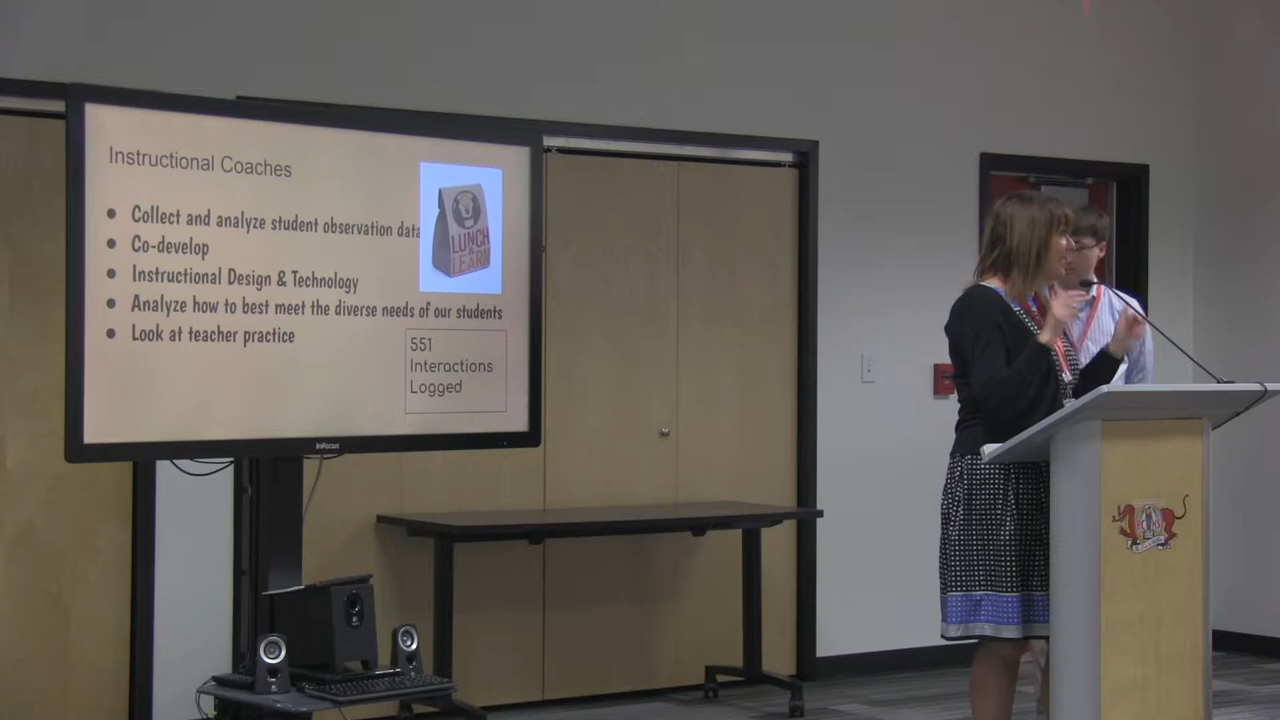 Instructional Coaches
● Collect and analyze student observation data
● Co-develop
● Instructional Design & Technology
● Analyze how to best meet the diverse needs of our students
● Look at teacher practice
LUNCH
&
LEARN
551
Interactions
Logged
InFocus